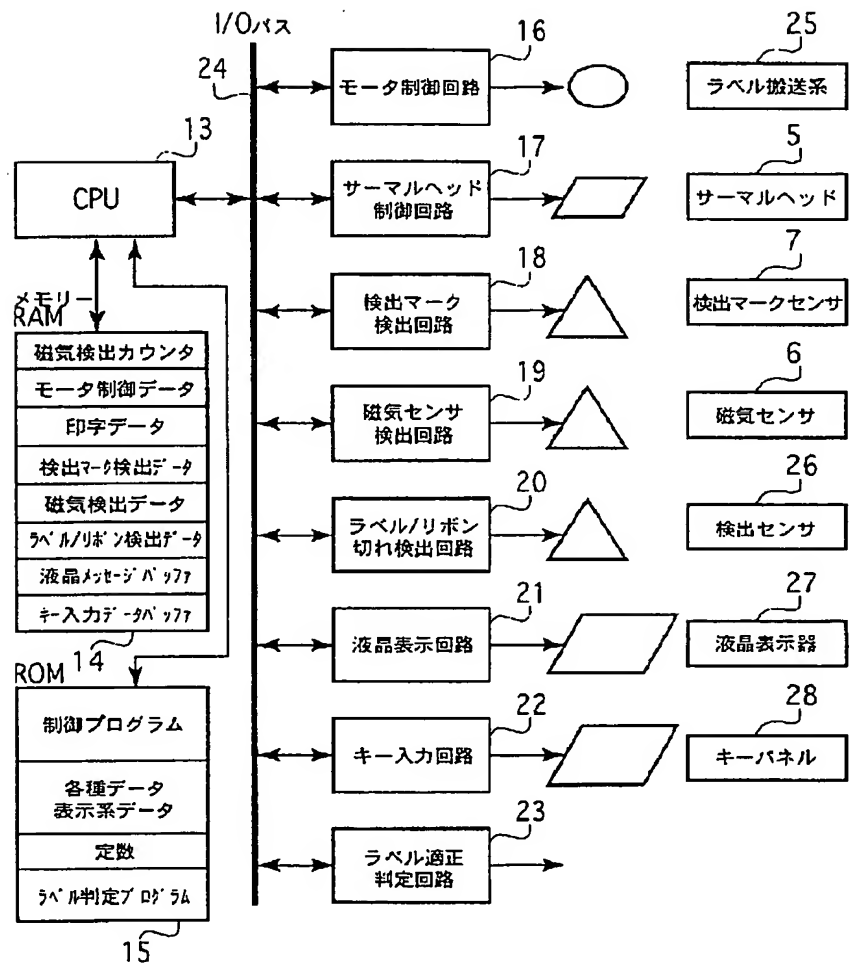 I/Oバス
24
16
モータ制御回路
25
ラベル搬送系
13
CPU
17
サーマルヘッド
制御回路
5
サーマルヘッド
18
検出マーク
検出回路
7
検出マークセンサ
メモリー
RAM
磁気検出カウンタ
モータ制御データ
印字データ
検出マーク検出データ
磁気検出データ
ラベル/リボン検出データ
液晶メッセージバッファ
キー入力データバッファ
14
19
磁気センサ
検出回路
6
磁気センサ
20
ラベル/リボン
切れ検出回路
26
検出センサ
21
液晶表示回路
27
液晶表示器
ROM
制御プログラム
各種データ
表示系データ
定数
ラベル判定プログラム
15
22
キー入力回路
28
キーパネル
23
ラベル適正
判定回路